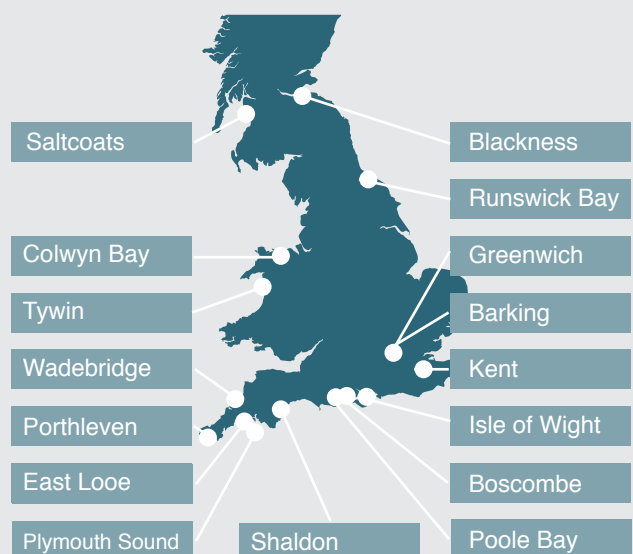 Saltcoats
Blackness
Runswick Bay
Colwyn Bay
Greenwich
Tywin
Barking
Wadebridge
Kent
Porthleven
Isle of Wight
East Looe
Boscombe
Plymouth Sound
Shaldon
Poole Bay